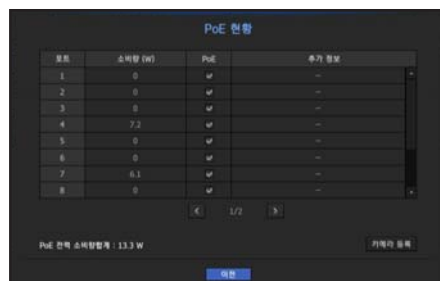 PoE 현황
포트 소비량 (W) PoE 추가 정보
1 0 --
2 0 --
3 0 --
4 7.2 --
5 0 --
6 0 --
7 6.1 --
8 0 --
< 1/2 >
PoE 전력 소비량합계 : 13.3 W 카메라 등록
이전